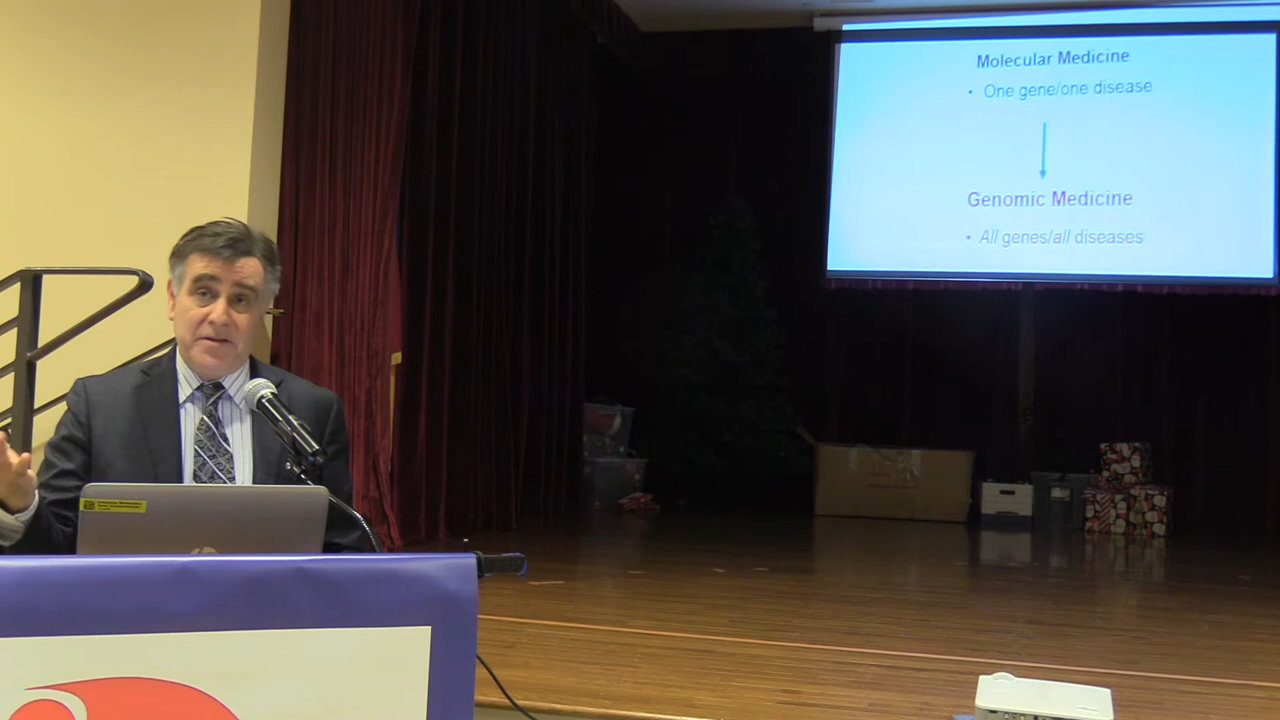 Molecular Medicine
• One gene/one disease
Genomic Medicine
• All genes/all diseases